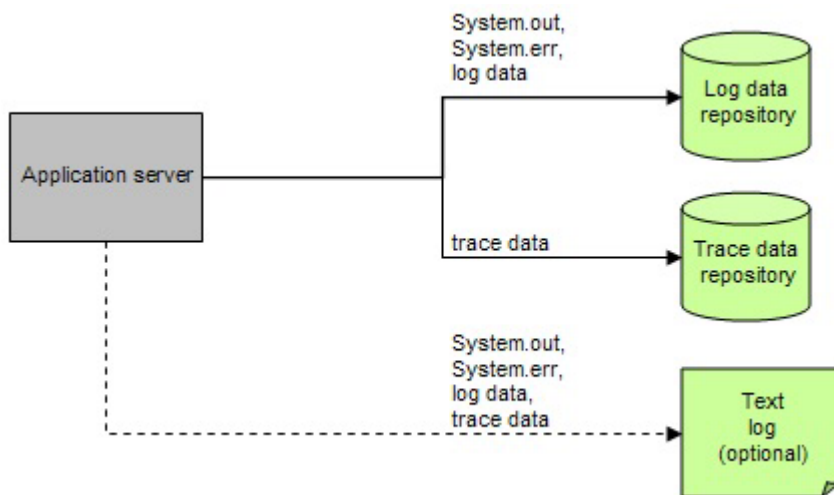 System.out,
System.err,
log data
Log data
repository
Application server
trace data
Trace data
repository
System.out,
System.err,
log data,
trace data
Text
log
(optional)